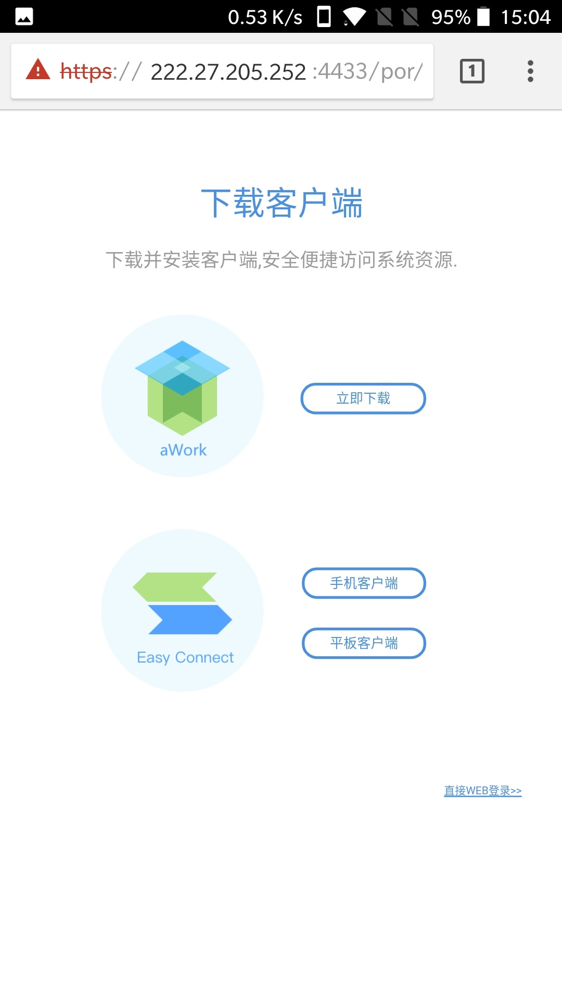 0.53 K/s 95% 15:04
https:// 222.27.205.252 :4433/por/ 1
下载客户端
下载并安装客户端,安全便捷访问系统资源.
aWork
立即下载
Easy Connect
手机客户端
平板客户端
直接WEB登录>>